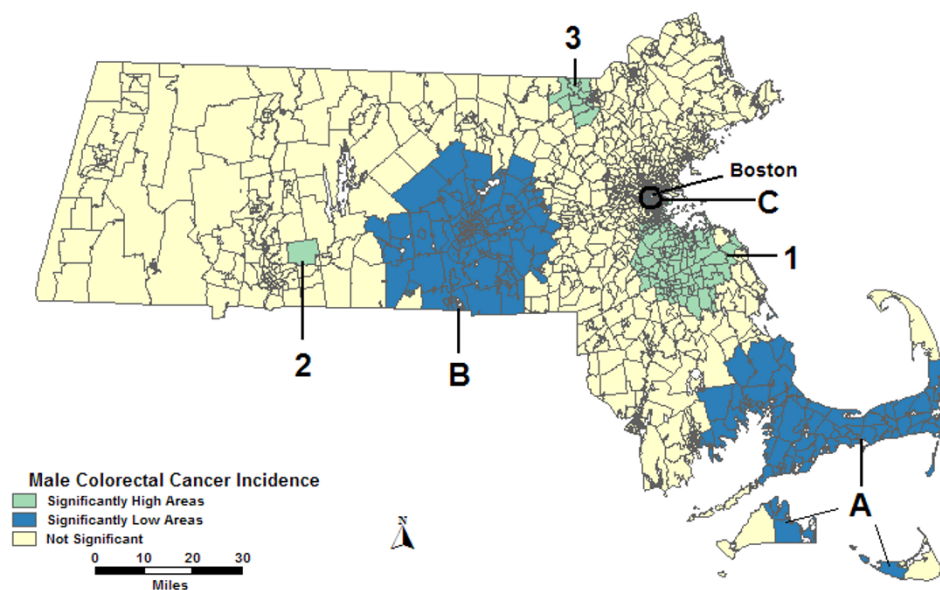 3
Boston
C
1
2
B
A
Male Colorectal Cancer Incidence
Significantly High Areas
Significantly Low Areas
Not Significant
N
0 10 20 30
Miles